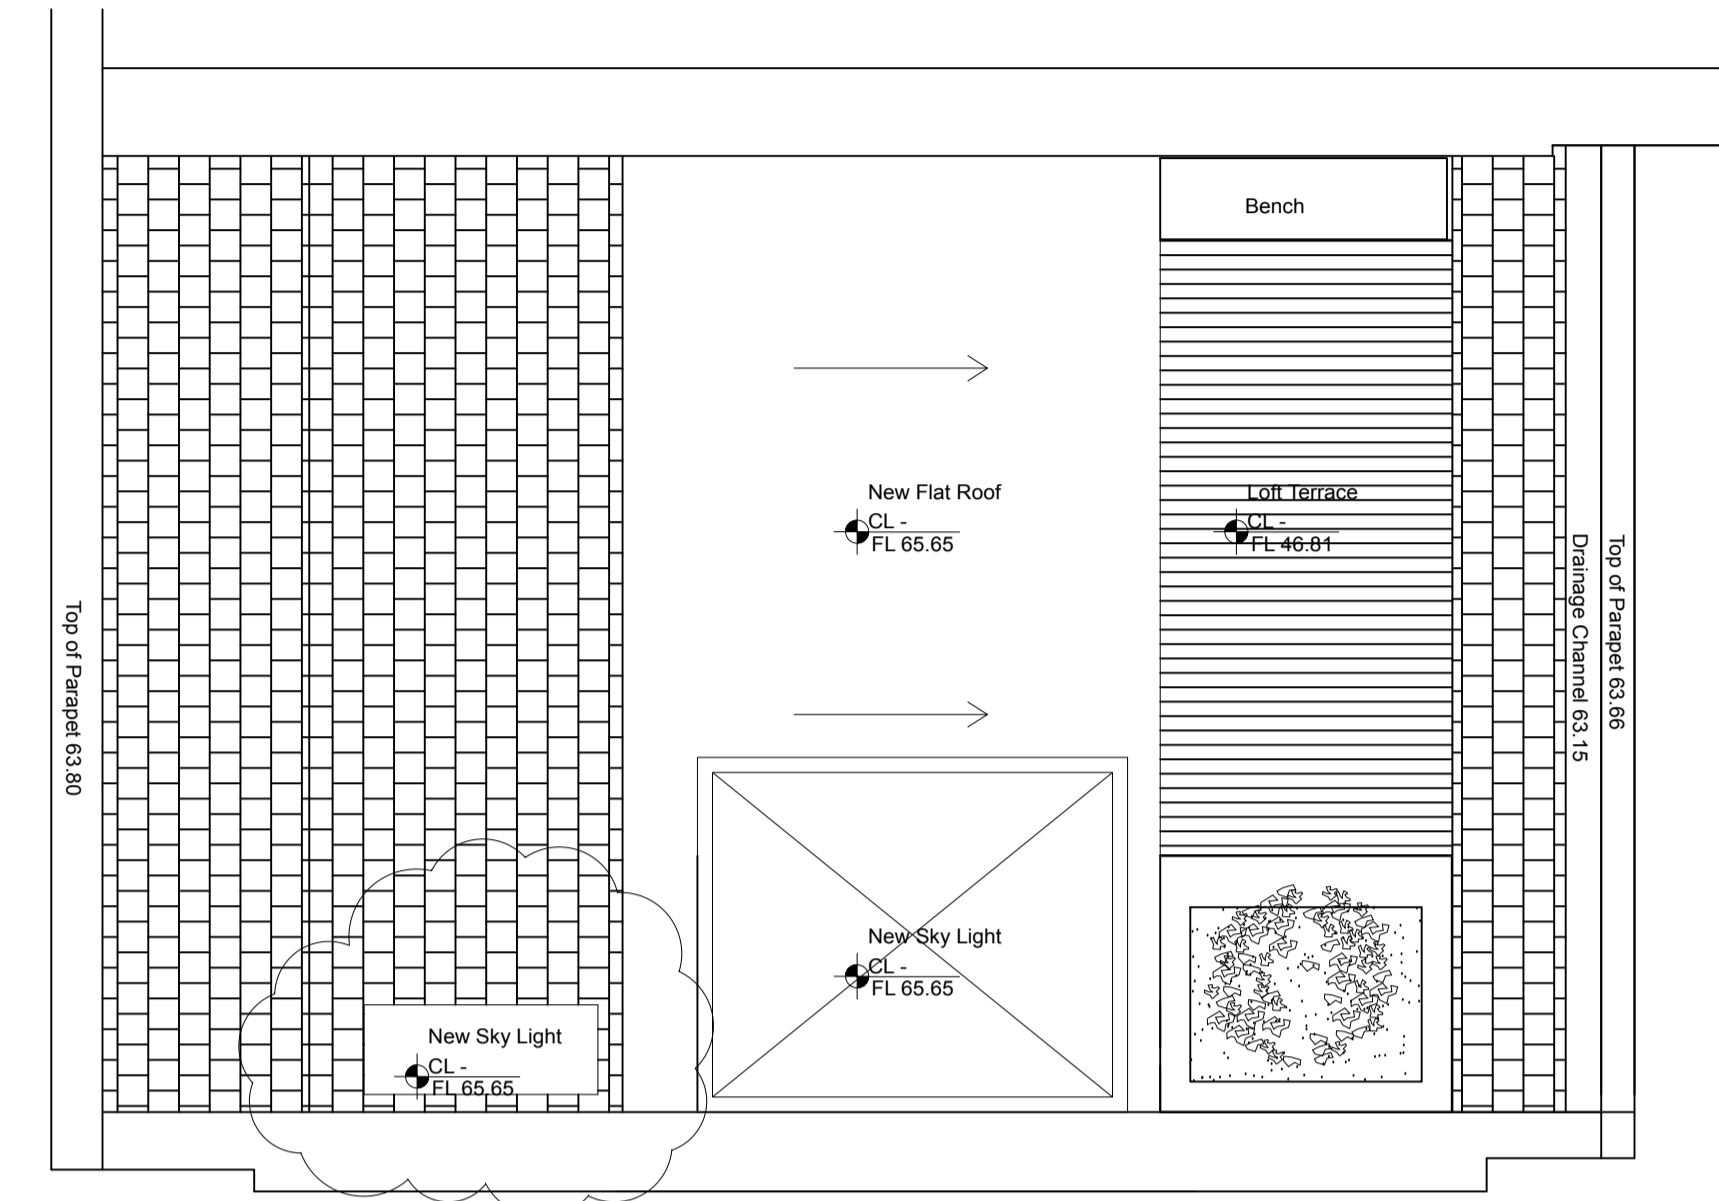 Bench
New Flat Roof
CL -
FL 65.65
Loft Terrace
CL -
FL 46.81
Top of Parapet 63.80
Drainage Channel 63.15
Top of Parapet 63.66
New Sky Light
CL -
FL 65.65
New Sky Light
CL -
FL 65.65